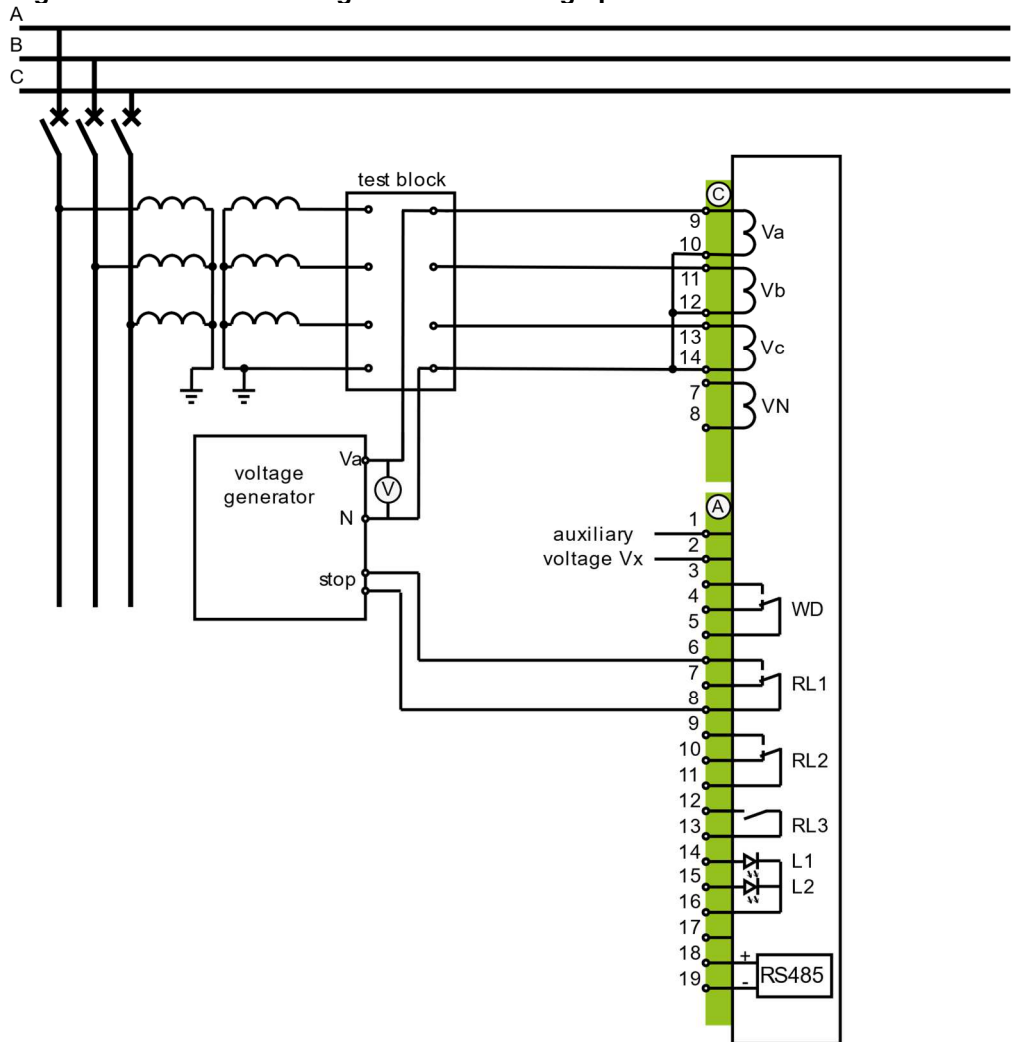 A
B
C
test block
C
9
Va
10
11
Vb
12
13
Vc
14
7
VN
8
Va
voltage
generator
V
N
A
1
auxiliary
2
voltage Vx
3
stop
4
WD
5
6
7
RL1
8
9
10
RL2
11
12
RL3
13
14
L1
15
L2
16
17
18
+
RS485
19
-